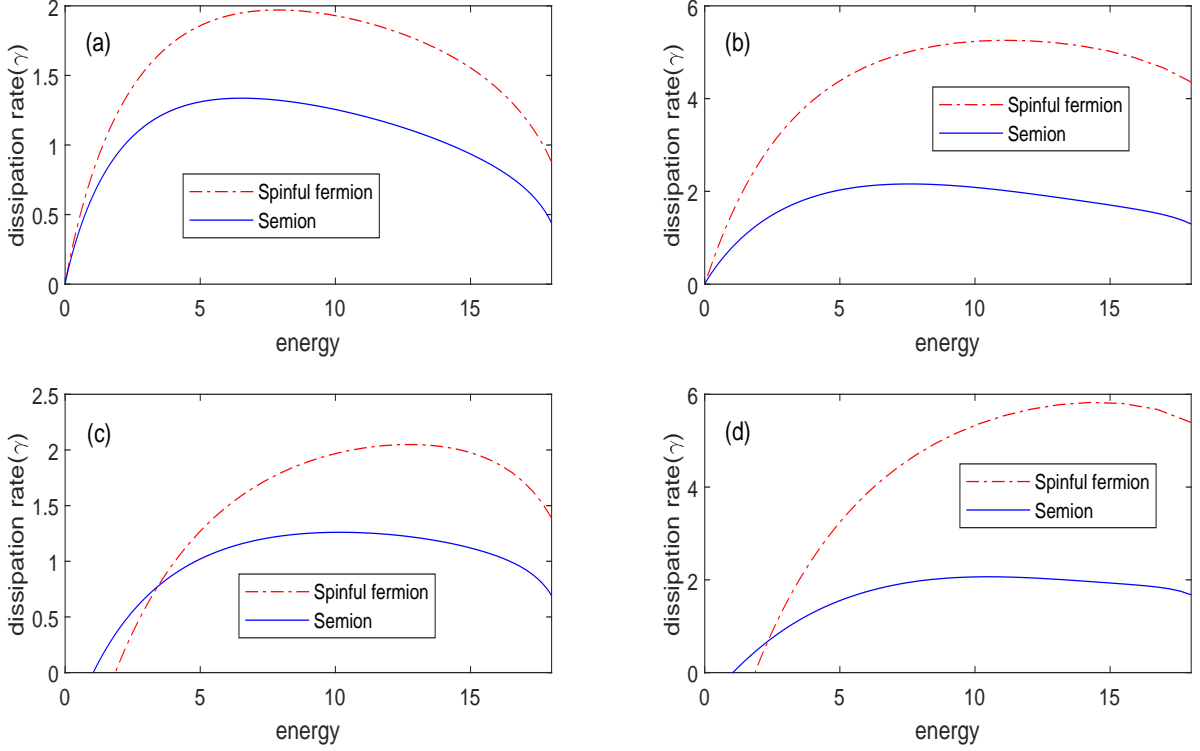 (a)
dissipation rate(γ)
2
1.5
1
0.5
0
0 5 10 15
energy
Spinful fermion
Semion
(b)
dissipation rate(γ)
6
4
2
0
0 5 10 15
energy
Spinful fermion
Semion
(c)
dissipation rate(γ)
2.5
2
1.5
1
0.5
0
0 5 10 15
energy
Spinful fermion
Semion
(d)
dissipation rate(γ)
6
4
2
0
0 5 10 15
energy
Spinful fermion
Semion